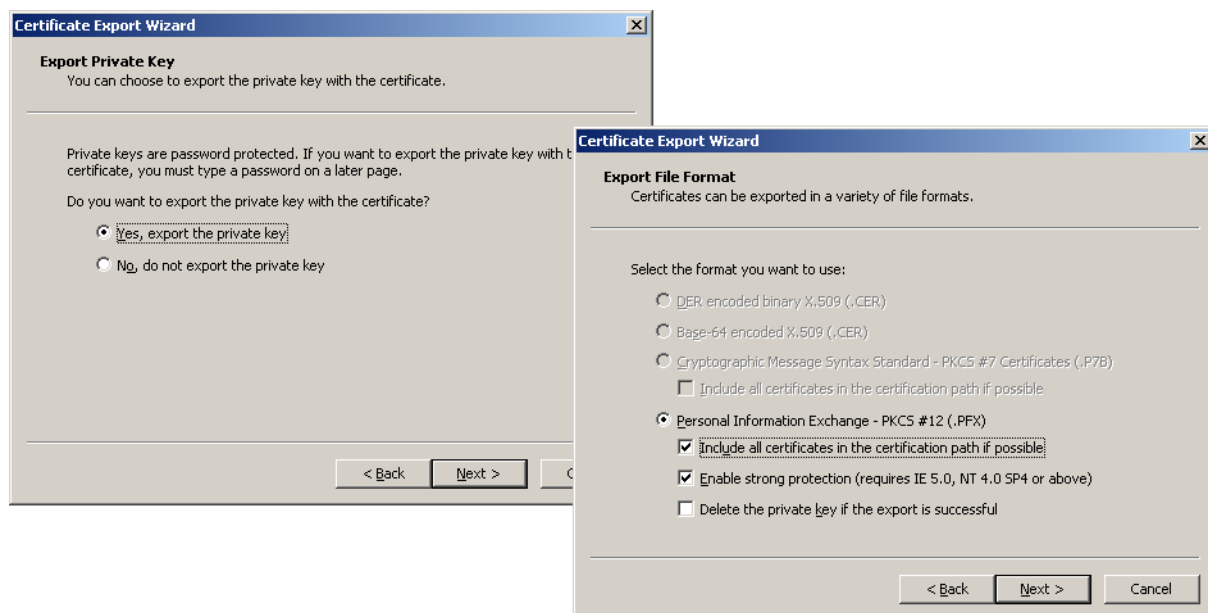 Certificate Export Wizard
Export Private Key
You can choose to export the private key with the certificate.
Private keys are password protected. If you want to export the private key with t
certificate, you must type a password on a later page.
Do you want to export the private key with the certificate?
Yes, export the private key
No, do not export the private key
< Back
Next >
C
Certificate Export Wizard
Export File Format
Certificates can be exported in a variety of file formats.
Select the format you want to use:
DER encoded binary X.509 (.CER)
Base-64 encoded X.509 (.CER)
Cryptographic Message Syntax Standard - PKCS #7 Certificates (.P7B)
Include all certificates in the certification path if possible
Personal Information Exchange - PKCS #12 (.PFX)
Include all certificates in the certification path if possible
Enable strong protection (requires IE 5.0, NT 4.0 SP4 or above)
Delete the private key if the export is successful
< Back
Next >
Cancel